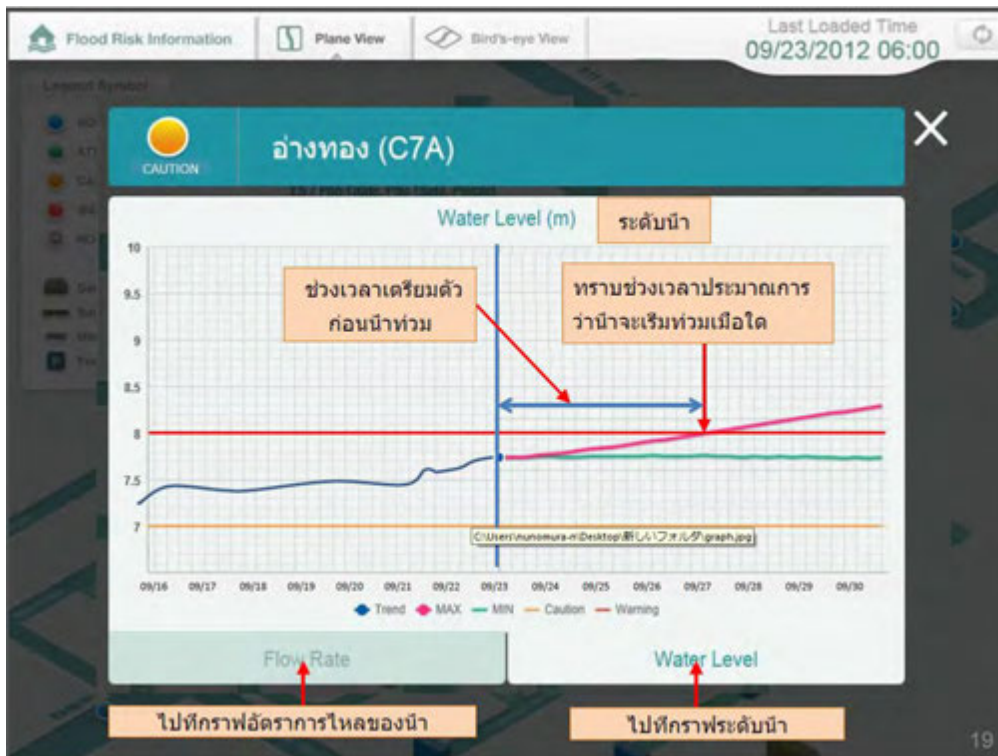 Flood Risk Information
Plane View
Bird's-eye View
Last Loaded Time
09/23/2012 06:00
CAUTION
อ่างทอง (C7A)
Water Level (m)
ระดับน้ำ
10
9.5
9
8.5
8
7.5
7
ช่วงเวลาเตรียมตัว
ก่อนน้ำท่วม
ทราบช่วงเวลาประมาณการ
ว่าน้ำจะเริ่มท่วมเมื่อใด
C:\Users\nunomura-n\Desktop\新しいフォルダ\graph.jpg
09/16 09/17 09/18 09/19 09/20 09/21 09/22 09/23 09/24 09/25 09/26 09/27 09/28 09/29 09/30
Trend MAX MIN Caution Warning
Flow Rate
Water Level
ไปที่กราฟอัตราการไหลของน้ำ
ไปที่กราฟระดับน้ำ
19